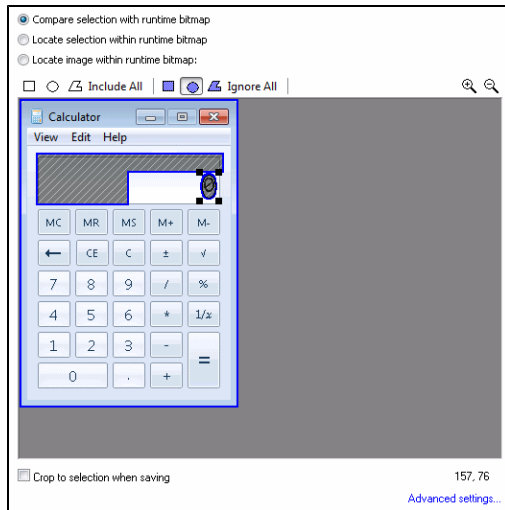 Compare selection with runtime bitmap
Locate selection within runtime bitmap
Locate image within runtime bitmap:
Include All Ignore All
Calculator
View Edit Help
0
MC MR MS M+ M-
← CE C ± √
7 8 9 / %
4 5 6 * 1/x
1 2 3 - =
0 . +
Crop to selection when saving 157, 76
Advanced settings...